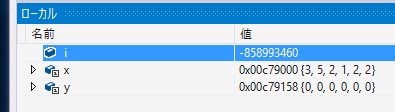 ローカル
名前 値
i -858993460
x 0x00c79000 {3, 5, 2, 1, 2, 2}
y 0x00c79158 {0, 0, 0, 0, 0, 0}